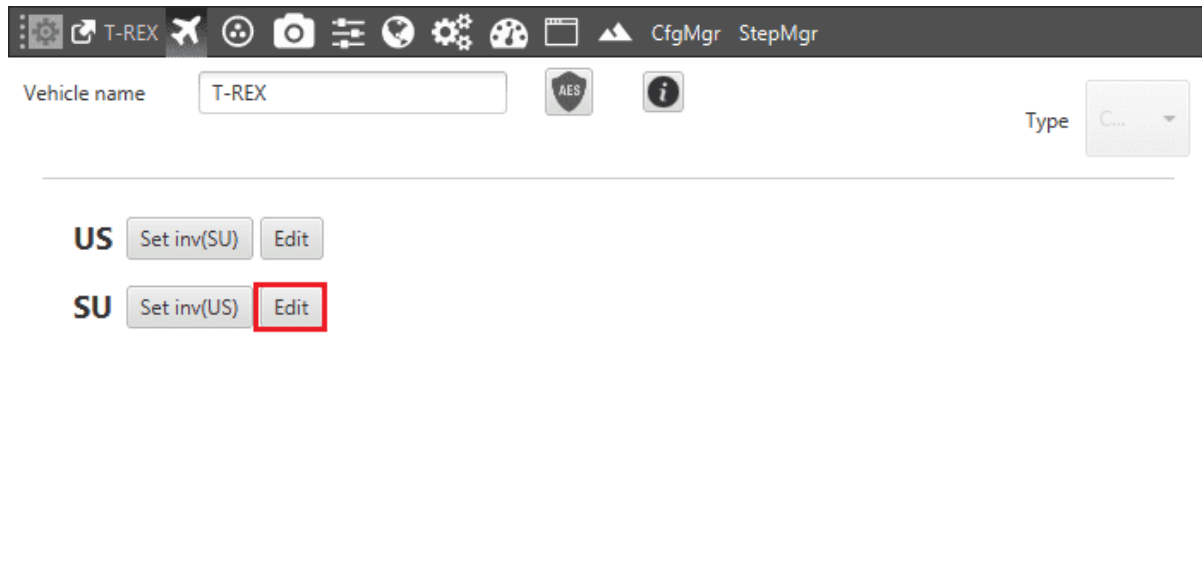 T-REX CfgMgr StepMgr
Vehicle name T-REX AES i Type C...
US Set inv(SU) Edit
SU Set inv(US) Edit